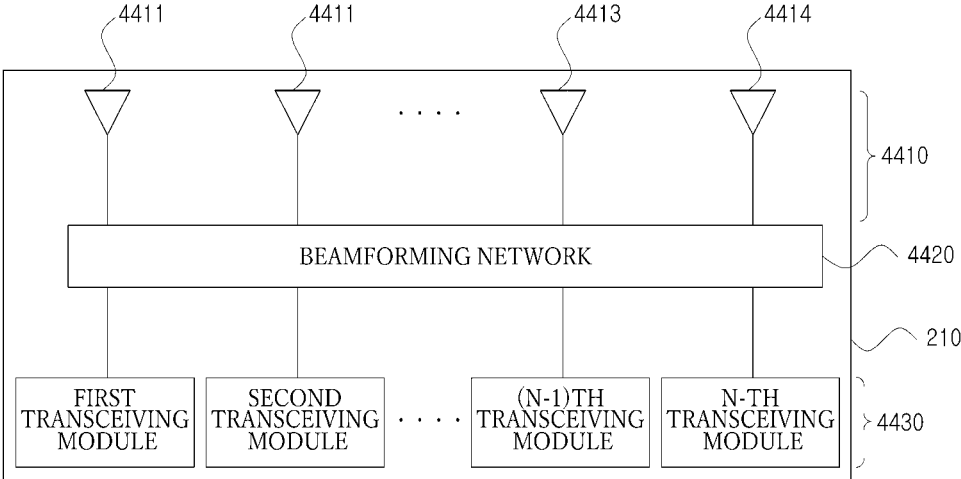 4411 4411 4413 4414
. . . .
4410
BEAMFORMING NETWORK
4420
210
FIRST
TRANSCEIVING
MODULE
SECOND
TRANSCEIVING
MODULE
. . . .
(N-1)TH
TRANSCEIVING
MODULE
N-TH
TRANSCEIVING
MODULE
4430